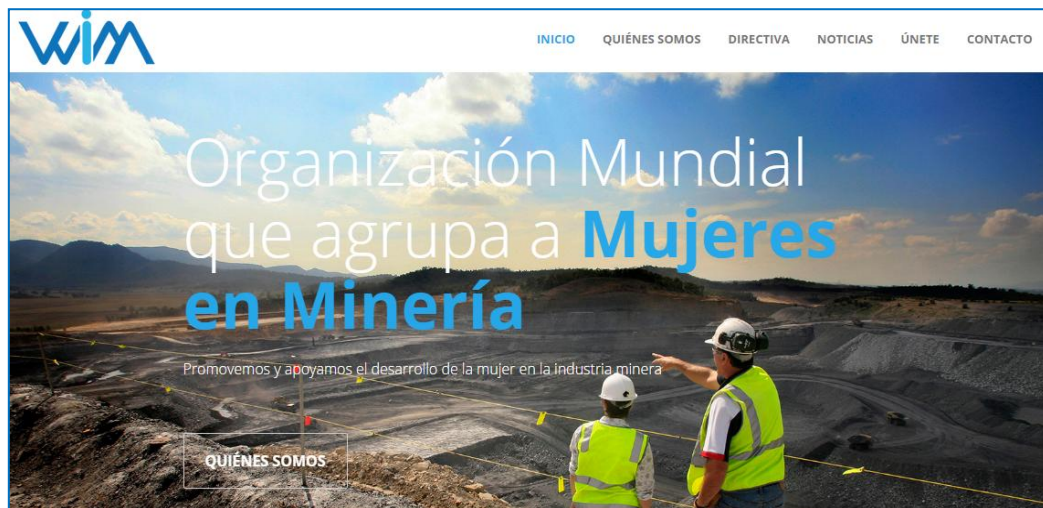 WIM
INICIO QUIÉNES SOMOS DIRECTIVA NOTICIAS ÚNETE CONTACTO
Organización Mundial
que agrupa a Mujeres
en Minería
Promovemos y apoyamos el desarrollo de la mujer en la industria minera
QUIÉNES SOMOS